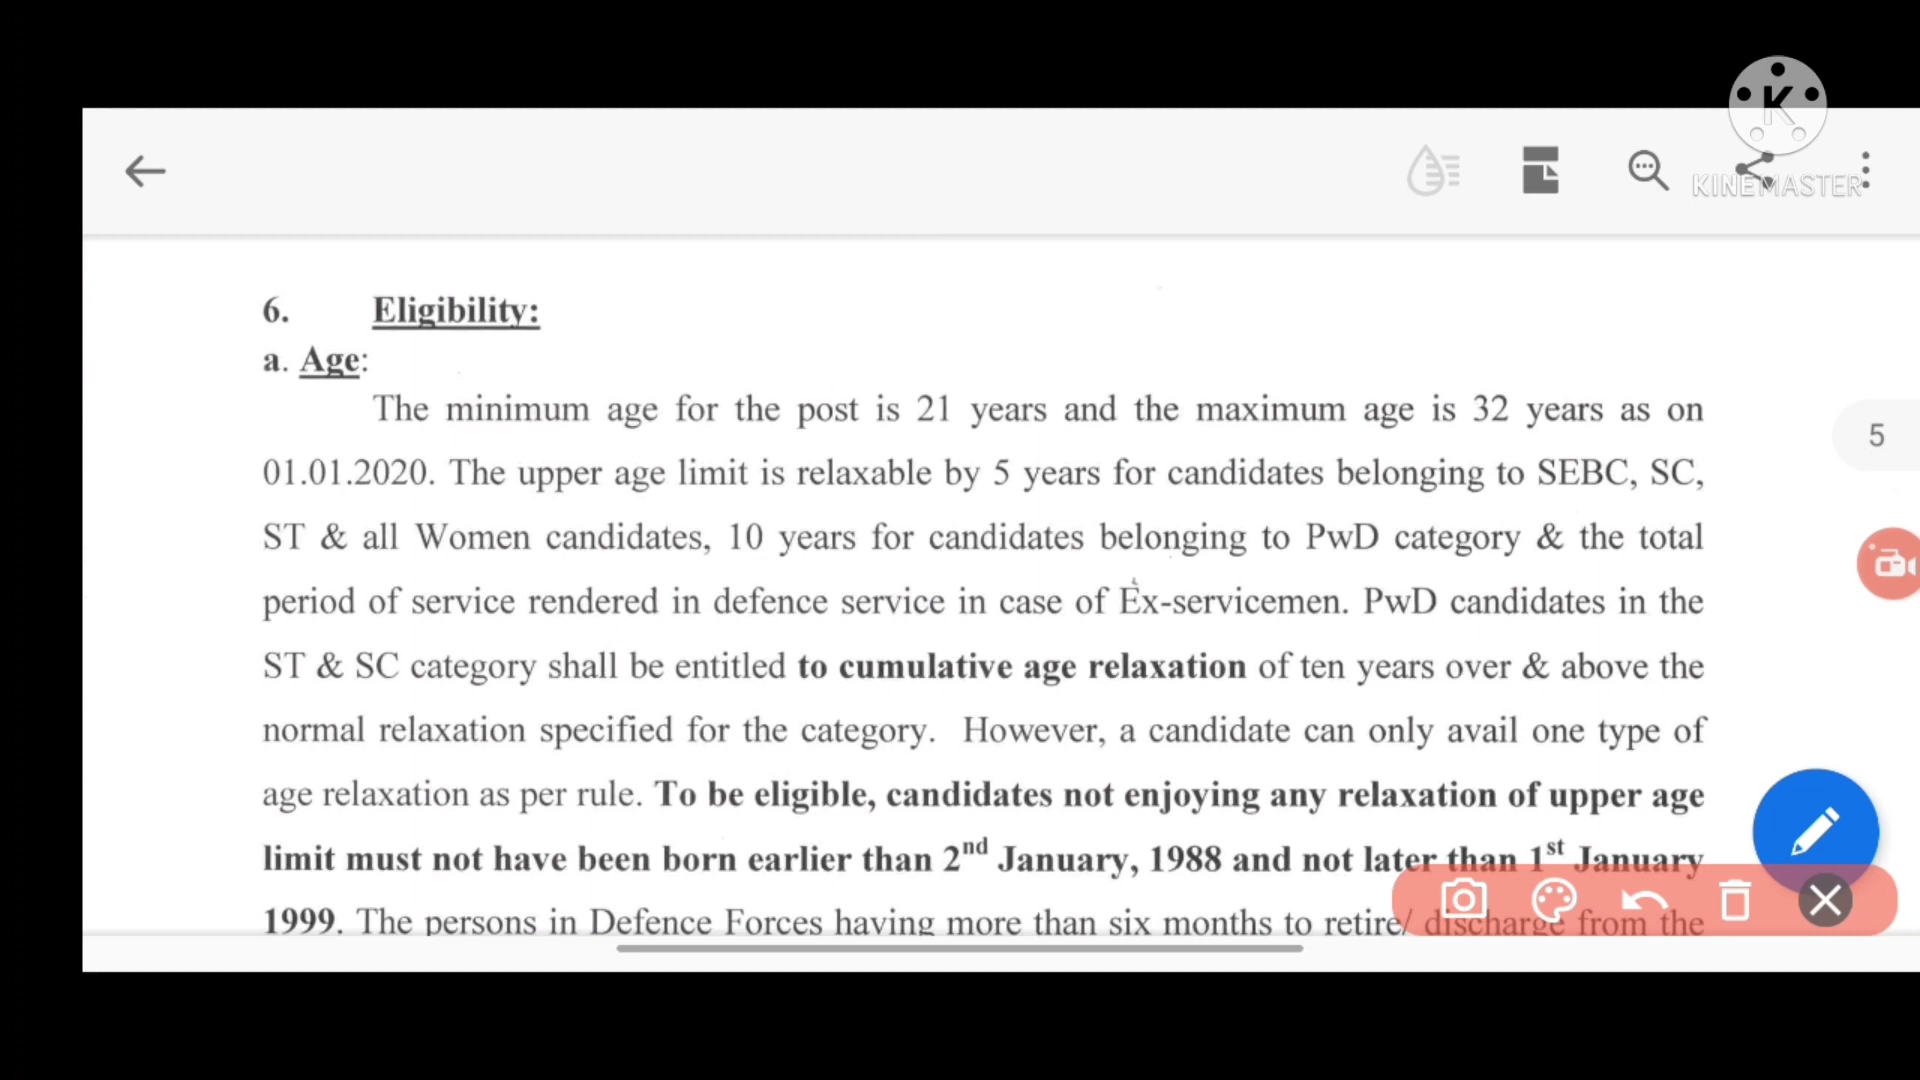 K
KINEMASTER
6. Eligibility:
a. Age:
The minimum age for the post is 21 years and the maximum age is 32 years as on
01.01.2020. The upper age limit is relaxable by 5 years for candidates belonging to SEBC, SC,
ST & all Women candidates, 10 years for candidates belonging to PwD category & the total
period of service rendered in defence service in case of Ex-servicemen. PwD candidates in the
ST & SC category shall be entitled to cumulative age relaxation of ten years over & above the
normal relaxation specified for the category. However, a candidate can only avail one type of
age relaxation as per rule. To be eligible, candidates not enjoying any relaxation of upper age
limit must not have been born earlier than 2nd January, 1988 and not later than 1st January
1999. The persons in Defence Forces having more than six months to retire/ discharge from the
5